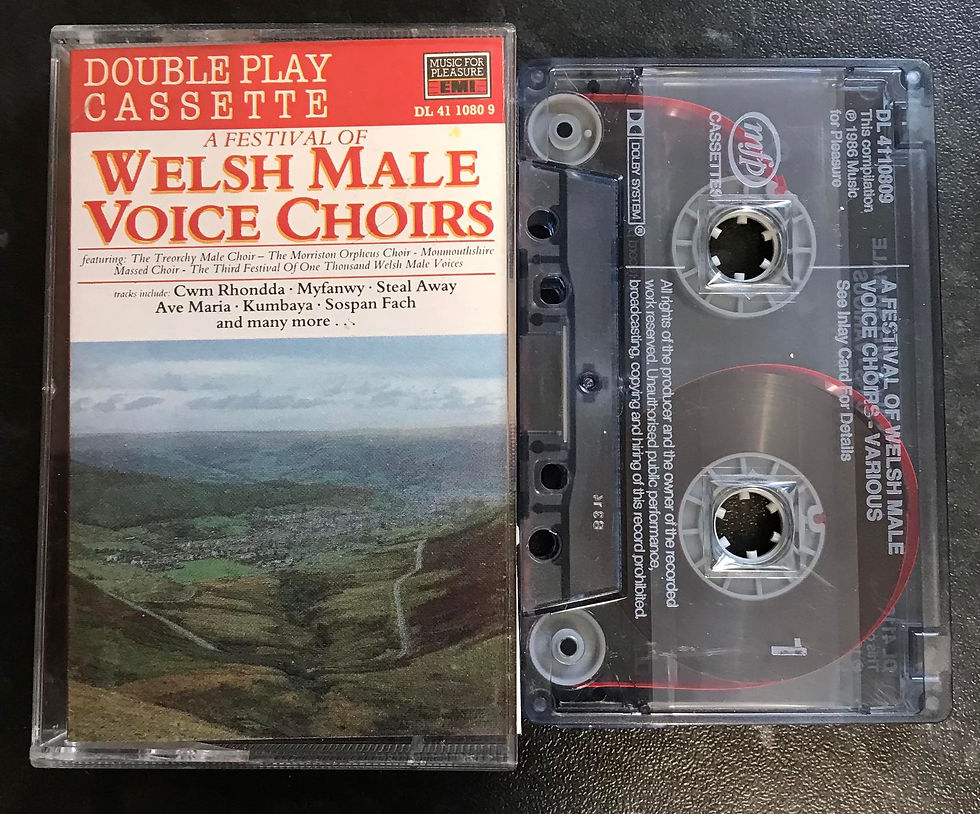 DOUBLE PLAY
CASSETTE
MUSIC FOR
PLEASURE
EMI
DL 41 1080 9
A FESTIVAL OF
WELSH MALE
VOICE CHOIRS
featuring: The Treorchy Male Choir – The Morriston Orpheus Choir - Monmouthshire
Massed Choir - The Third Festival Of One Thousand Welsh Male Voices
tracks include: Cwm Rhondda · Myfanwy · Steal Away
Ave Maria · Kumbaya · Sospan Fach
and many more . . .
DL 4110809
This compilation
℗ 1986 Music
for Pleasure
mfp
CASSETTES
DOLBY SYSTEM ®
A FESTIVAL OF WELSH MALE
VOICE CHOIRS - VARIOUS
See Inlay Card For Details
All rights of the producer and the owner of the recorded
work reserved. Unauthorised public performance,
broadcasting, copying and hiring of this record prohibited.
1